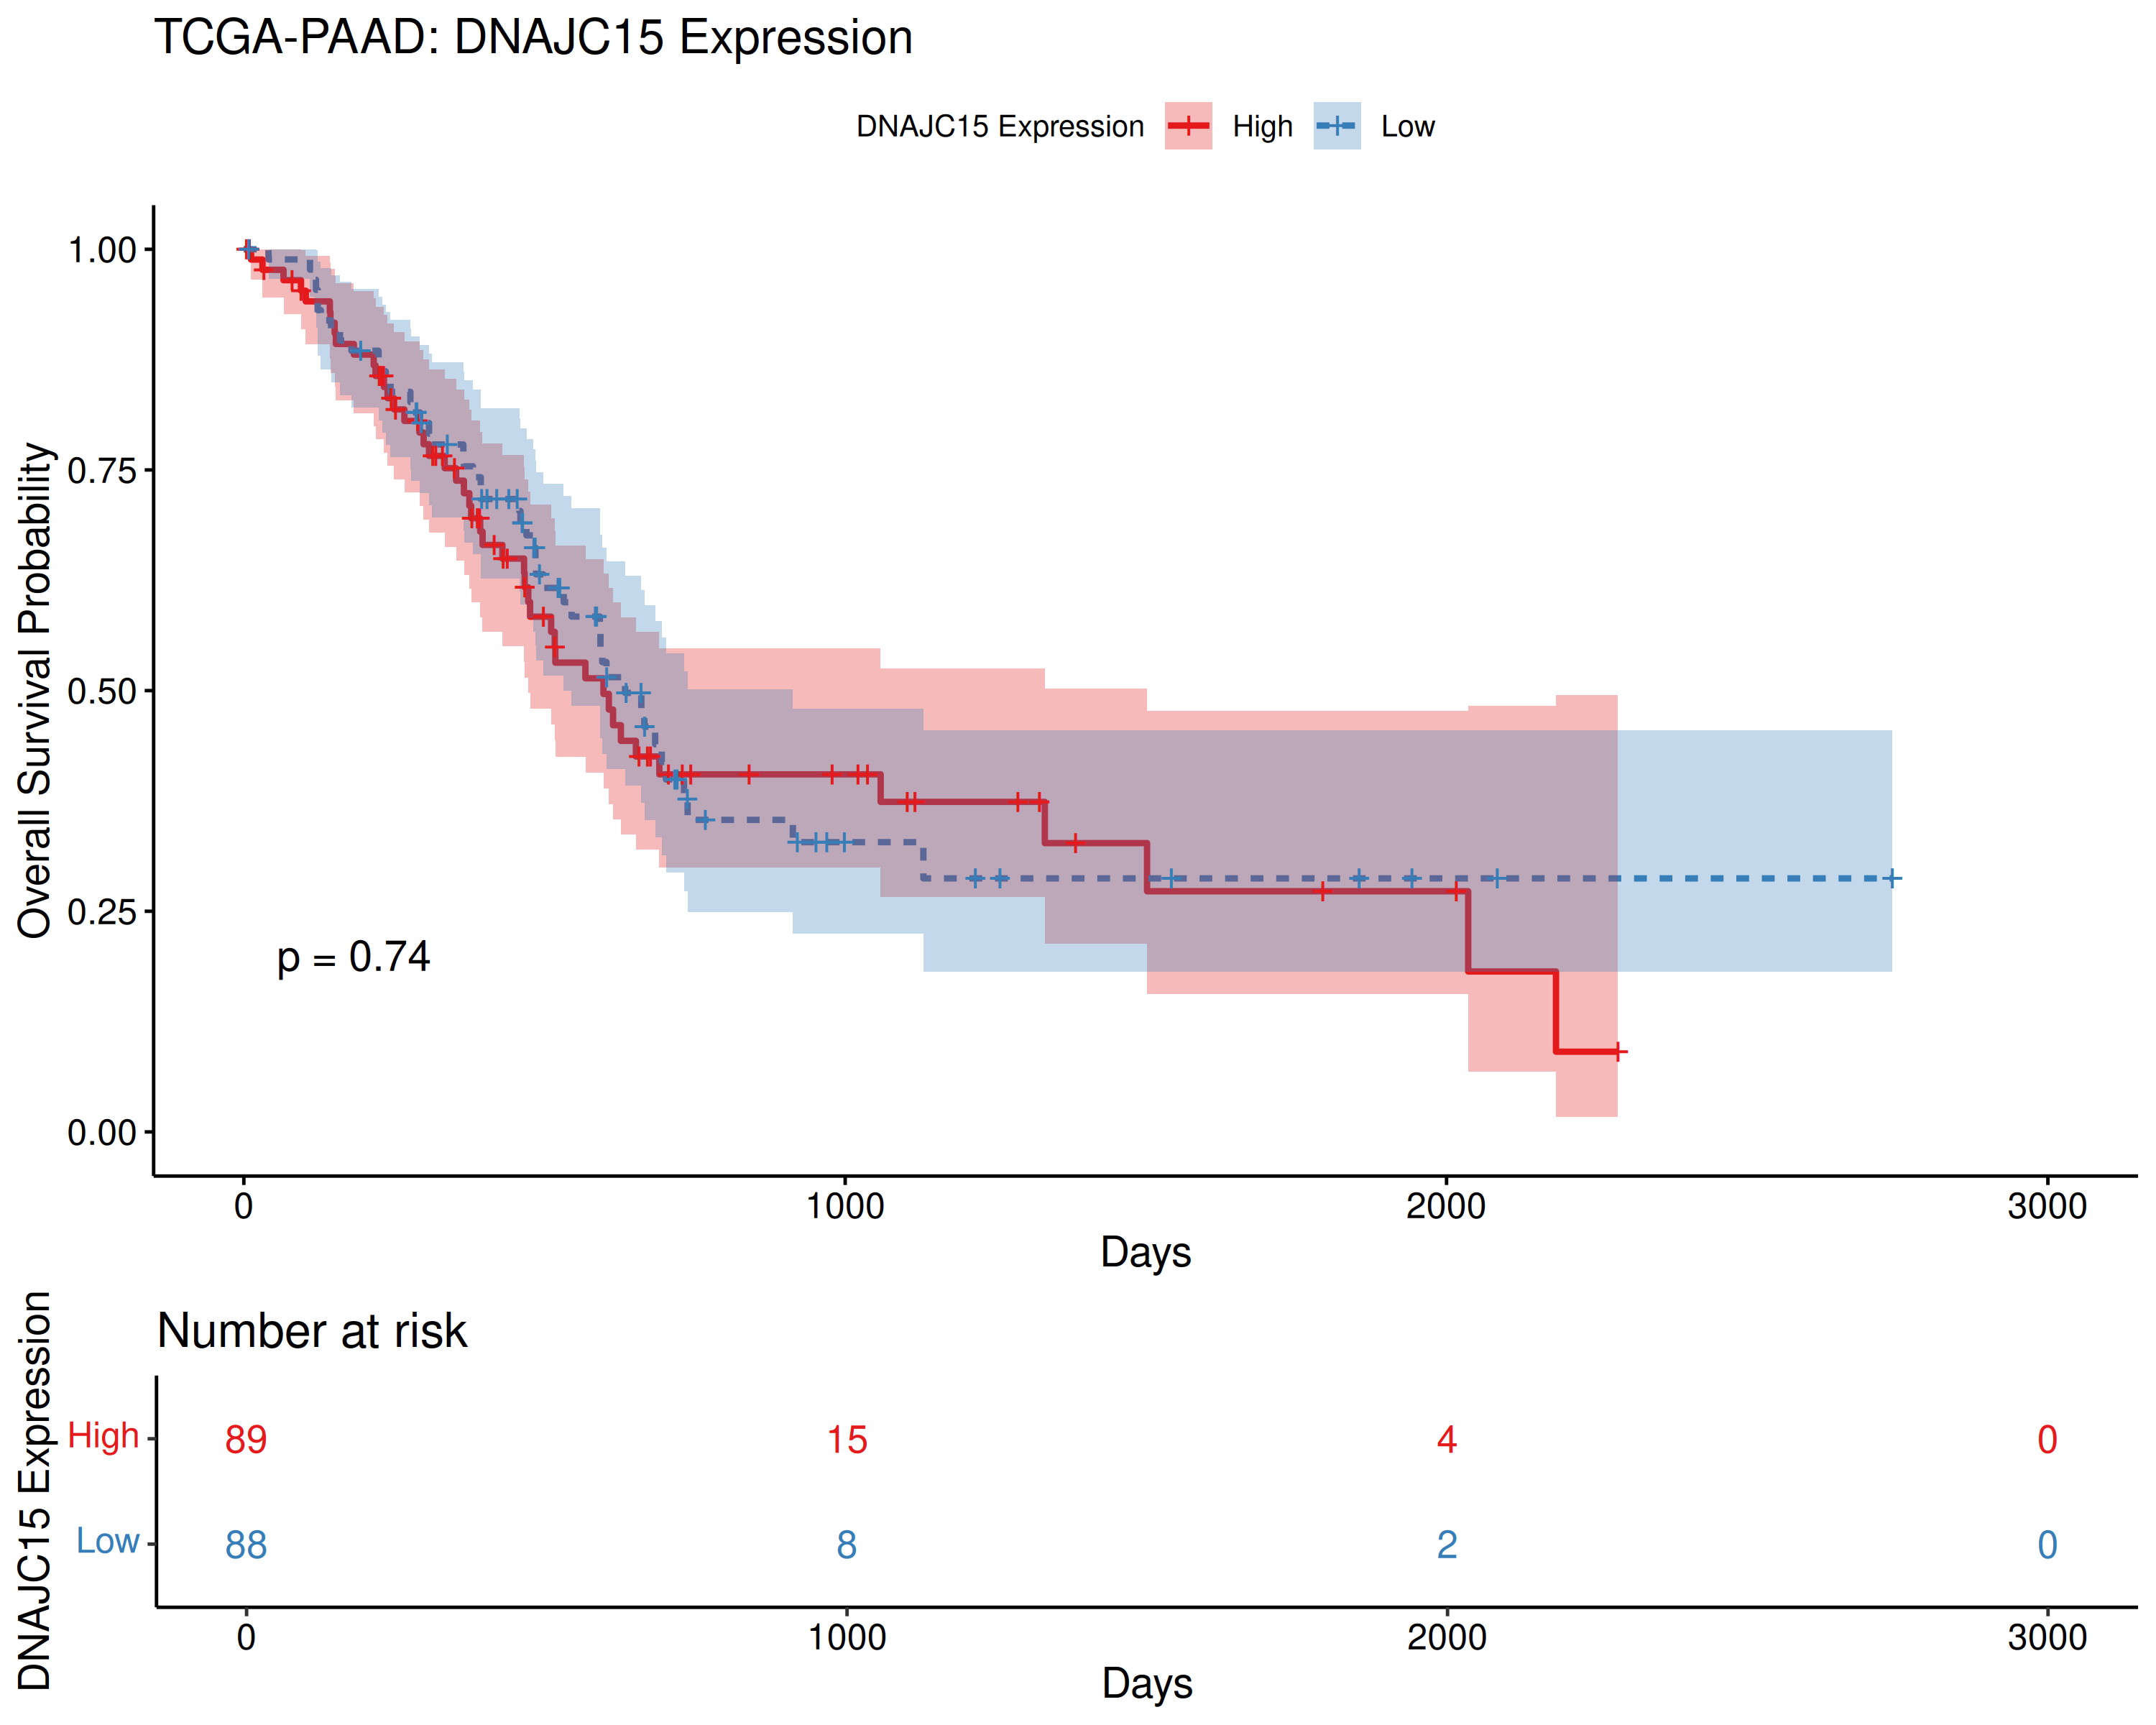 TCGA-PAAD: DNAJC15 Expression
DNAJC15 Expression High Low
Overall Survival Probability
1.00
0.75
0.50
0.25
0.00
p = 0.74
0 1000 2000 3000
Days
Number at risk
DNAJC15 Expression
High 89 15 4 0
Low 88 8 2 0
0 1000 2000 3000
Days